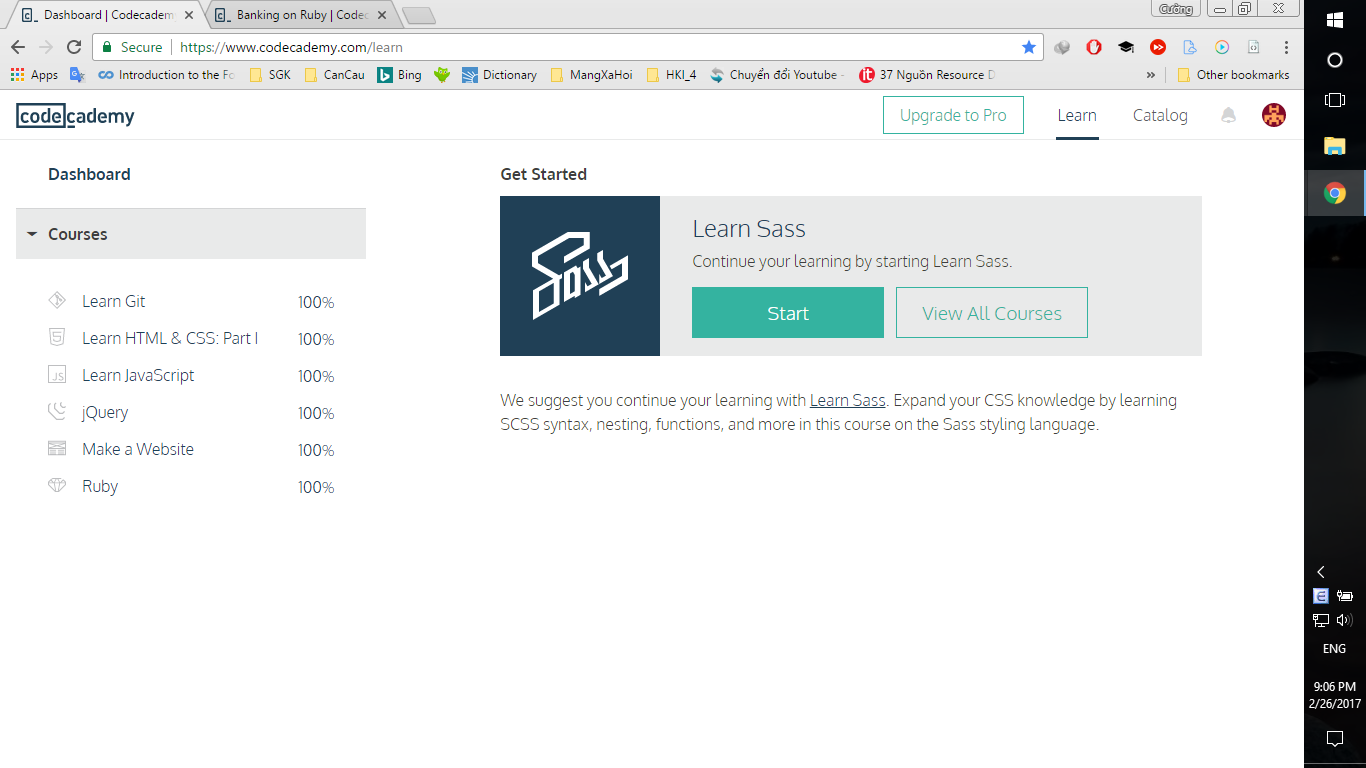 Dashboard | Codecadem
Banking on Ruby | Codec
Cường
Secure
https://www.codecademy.com/learn
Apps
Introduction to the Fo
SGK
CanCau
Bing
Dictionary
MangXaHoi
HKI_4
Chuyển đổi Youtube -
37 Nguồn Resource D
»
Other bookmarks
codecademy
Upgrade to Pro
Learn
Catalog
Dashboard
Courses
Learn Git 100%
Learn HTML & CSS: Part I 100%
Learn JavaScript 100%
jQuery 100%
Make a Website 100%
Ruby 100%
Get Started
Sass
Learn Sass
Continue your learning by starting Learn Sass.
Start
View All Courses
We suggest you continue your learning with Learn Sass. Expand your CSS knowledge by learning
SCSS syntax, nesting, functions, and more in this course on the Sass styling language.
ENG
9:06 PM
2/26/2017